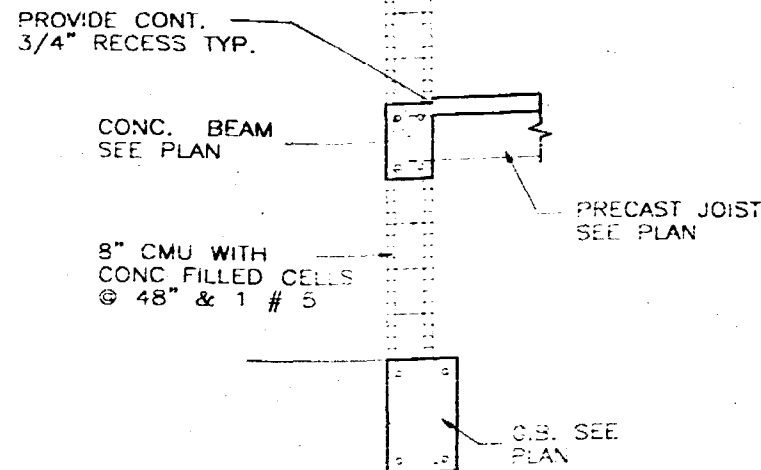 PROVIDE CONT.
3/4" RECESS TYP.
CONC. BEAM
SEE PLAN
PRECAST JOIST
SEE PLAN
8" CMU WITH
CONC FILLED CELLS
@ 48" & 1 # 5
G.B. SEE
PLAN